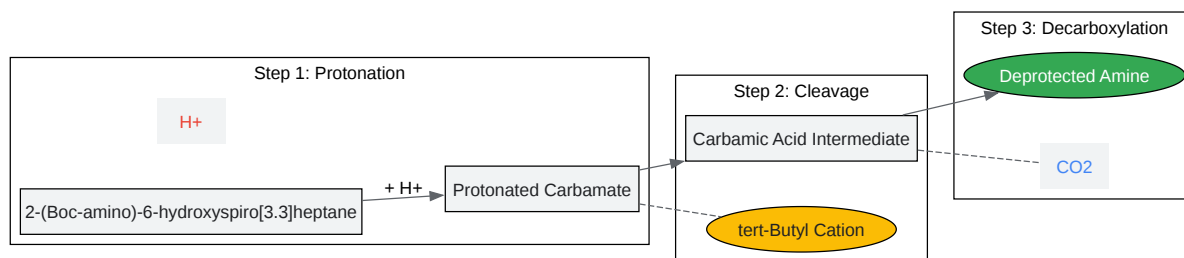 Step 1: Protonation
H+
2-(Boc-amino)-6-hydroxyspiro[3.3]heptane
+ H+
Protonated Carbamate
Step 2: Cleavage
Carbamic Acid Intermediate
tert-Butyl Cation
Step 3: Decarboxylation
Deprotected Amine
CO2